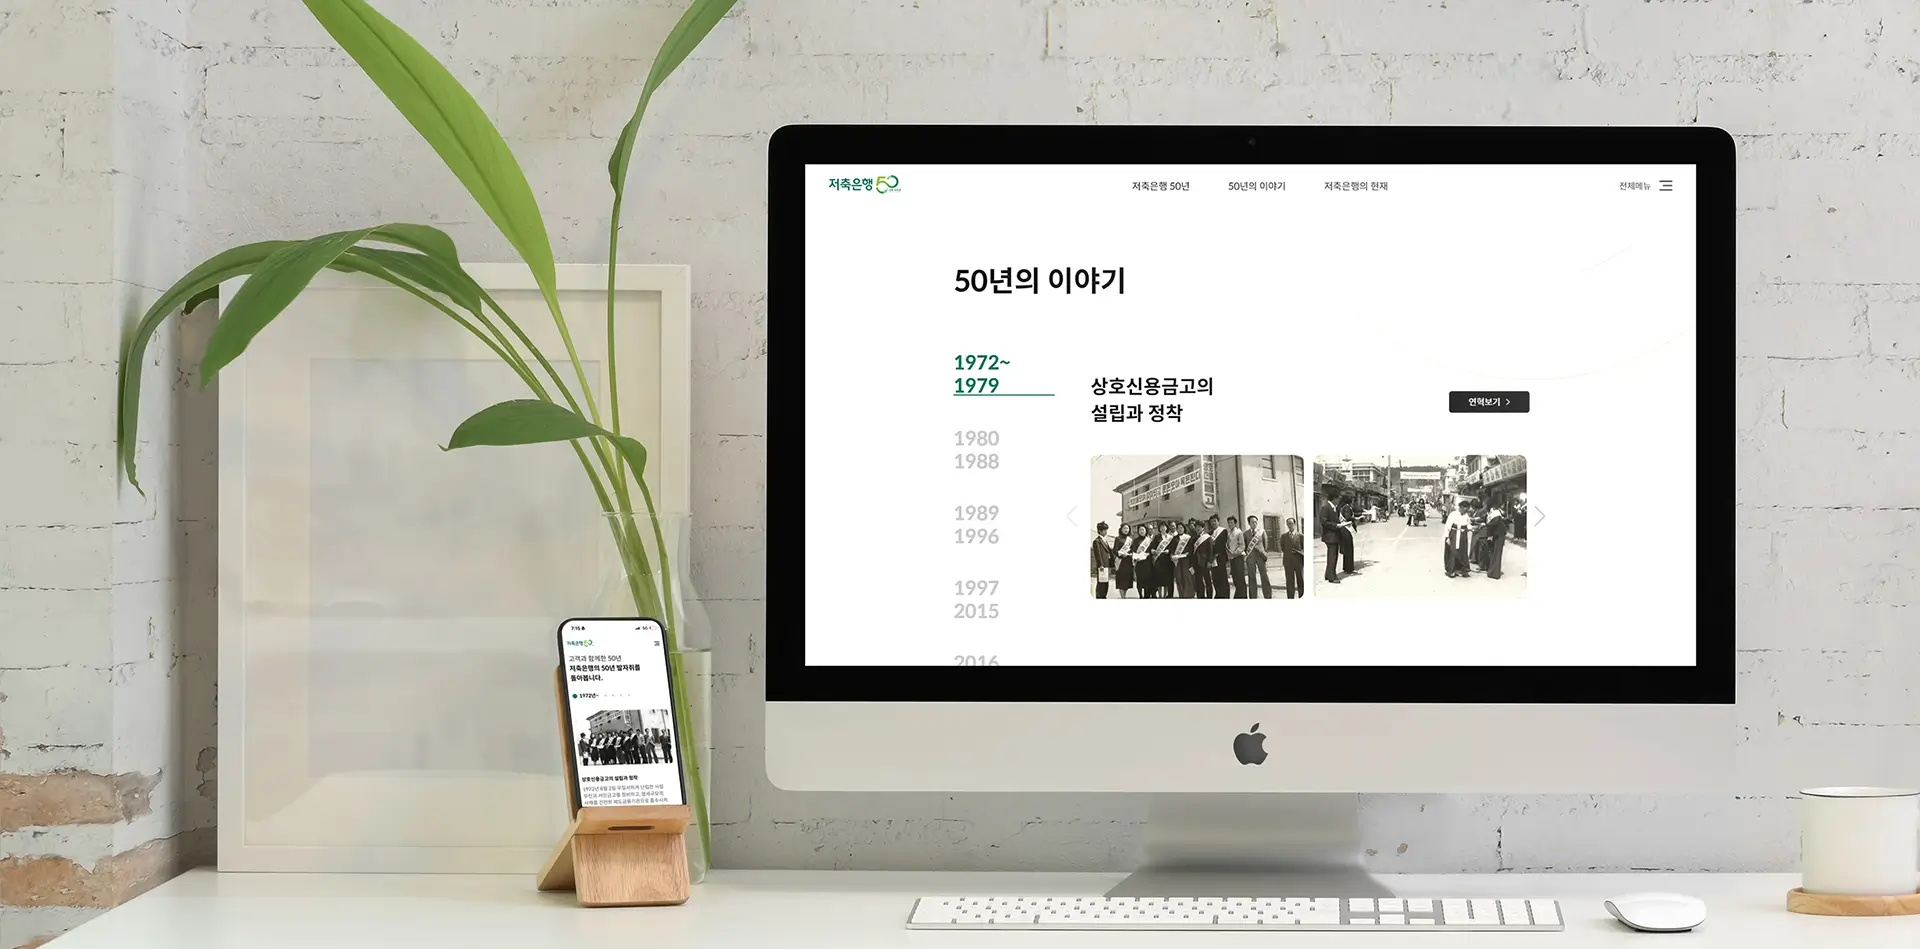 저축은행 50
저축은행 50년
50년의 이야기
저축은행의 현재
전체메뉴
50년의 이야기
1972~
1979
1980
1988
1989
1996
1997
2015
2016
상호신용금고의
설립과 정착
연혁보기 >
7:15
5G
저축은행 50
고객과 함께한 50년
저축은행의 50년 발자취를
돌아봅니다.
1972년~
상호신용금고의 설립과 정착